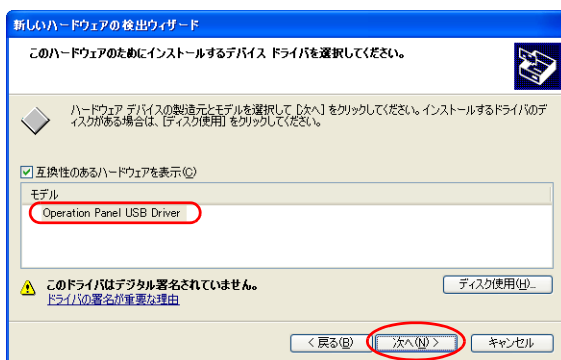 新しいハードウェアの検出ウィザード
このハードウェアのためにインストールするデバイス ドライバを選択してください。
ハードウェア デバイスの製造元とモデルを選択して [次へ] をクリックしてください。インストールするドライバのデ
ィスクがある場合は、[ディスク使用] をクリックしてください。
互換性のあるハードウェアを表示(C)
モデル
Operation Panel USB Driver
このドライバはデジタル署名されていません。
ドライバの署名が重要な理由
ディスク使用(H)...
< 戻る(B)
次へ(N) >
キャンセル